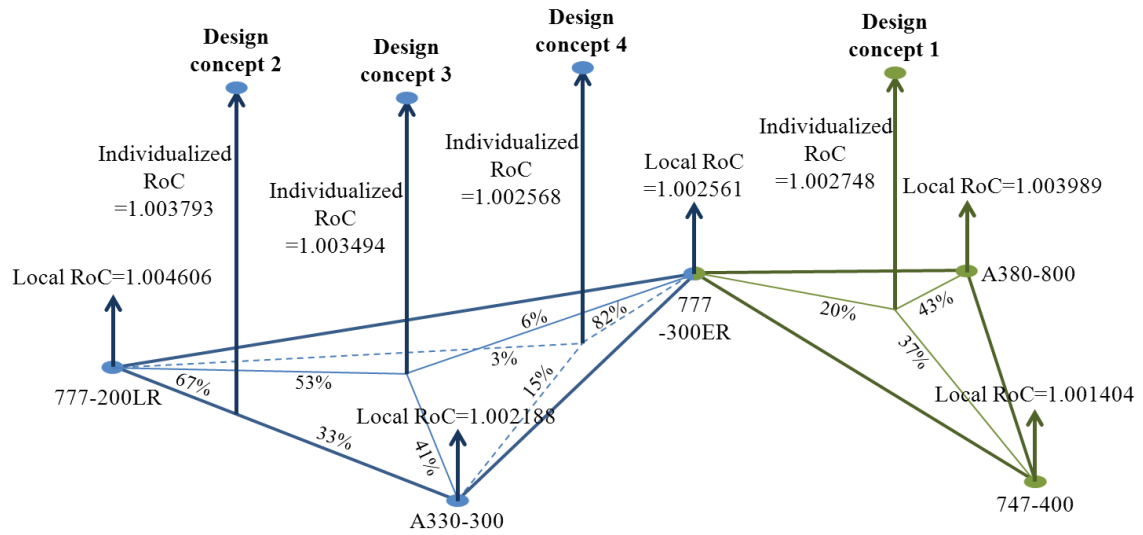 Design
concept 2
Design
concept 3
Design
concept 4
Design
concept 1
Individualized
RoC
=1.003793
Individualized
RoC
=1.003494
Individualized
RoC
=1.002568
Local RoC
=1.002561
Individualized
RoC
=1.002748
Local RoC=1.003989
Local RoC=1.004606
A380-800
777
-300ER
6%
82%
20%
43%
3%
37%
67%
53%
15%
777-200LR
Local RoC=1.002188
Local RoC=1.001404
33%
41%
A330-300
747-400